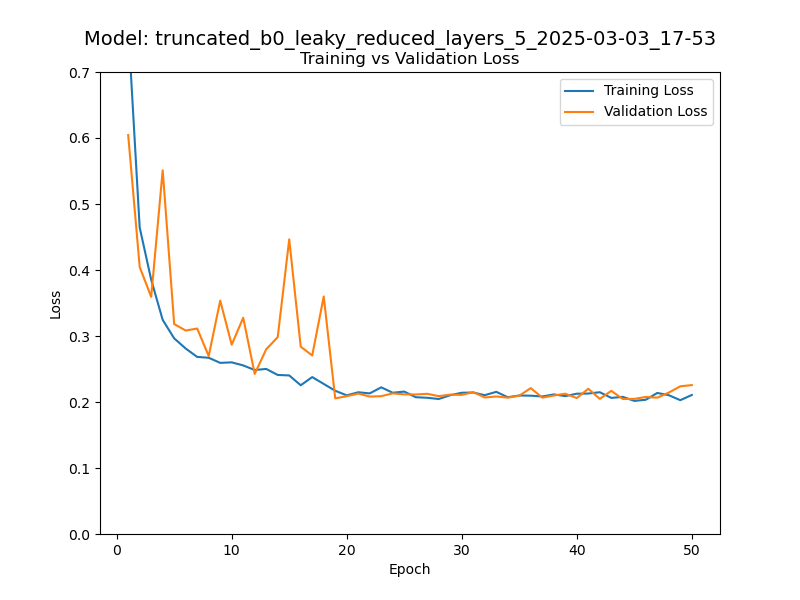 Model: truncated_b0_leaky_reduced_layers_5_2025-03-03_17-53
Training vs Validation Loss
Training Loss
Validation Loss
0.7
0.6
0.5
0.4
0.3
0.2
0.1
0.0
Loss
0 10 20 30 40 50
Epoch